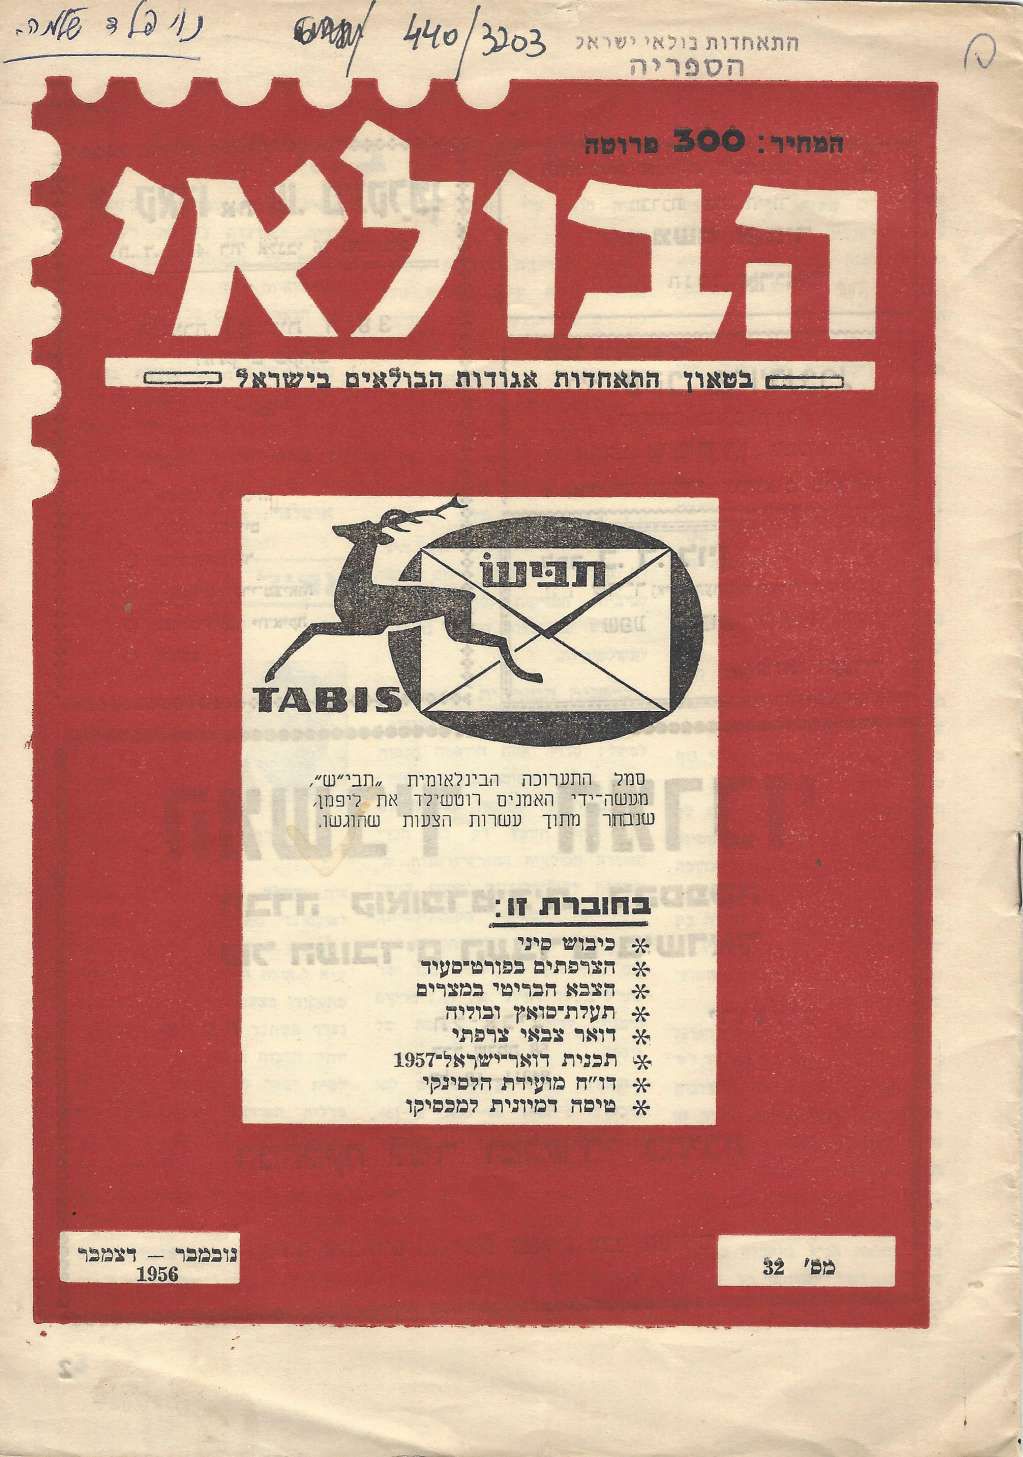 התאחדות בולאי ישראל
הספריה
440/3203
המחיר: 300 פרוטה
הבולאי
בטאון התאחדות אגודות הבולאים בישראל
תבישׂ
TABIS
סמל התערוכה הבינלאומית „תבי״ש״,
מעשה־ידי האמנים רוטשילד את ליפמן,
שנבחר מתוך עשרות הצעות שהוגשו.
בחוברת זו:
* כיבוש סיני
* הצרפתים בפורט־סעיד
* הצבא הבריטי במצרים
* תעלת־סואץ ובוליה
* דואר צבאי צרפתי
* תכנית דואר־ישראל־1957
* דו״ח מועידת הלסינקי
* טיסה דמיונית למכסיקו
מס' 32
נובמבר — דצמבר
1956